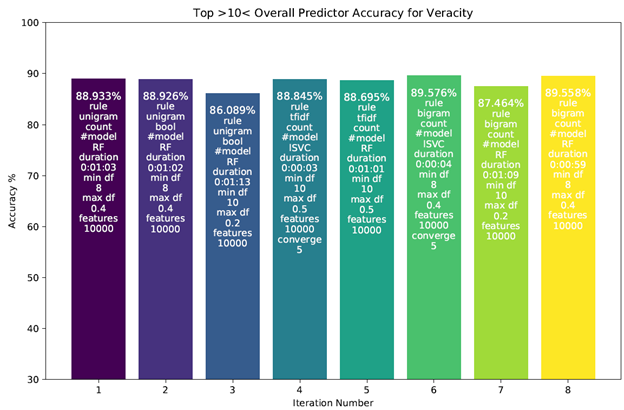 Top >10< Overall Predictor Accuracy for Veracity
Accuracy %
100
90
80
70
60
50
40
30
88.933%
rule
unigram
count
#model
RF
duration
0:01:03
min df
8
max df
0.4
features
10000
88.926%
rule
unigram
bool
#model
RF
duration
0:01:02
min df
8
max df
0.4
features
10000
86.089%
rule
unigram
bool
#model
RF
duration
0:01:13
min df
10
max df
0.2
features
10000
88.845%
rule
tfidf
count
#model
lSVC
duration
0:00:03
min df
10
max df
0.5
features
10000
converge
5
88.695%
rule
tfidf
count
#model
RF
duration
0:01:01
min df
10
max df
0.5
features
10000
89.576%
rule
bigram
count
#model
lSVC
duration
0:00:04
min df
8
max df
0.4
features
10000
converge
5
87.464%
rule
bigram
count
#model
RF
duration
0:01:09
min df
10
max df
0.2
features
10000
89.558%
rule
bigram
count
#model
RF
duration
0:00:59
min df
8
max df
0.4
features
10000
1
2
3
4
5
6
7
8
Iteration Number